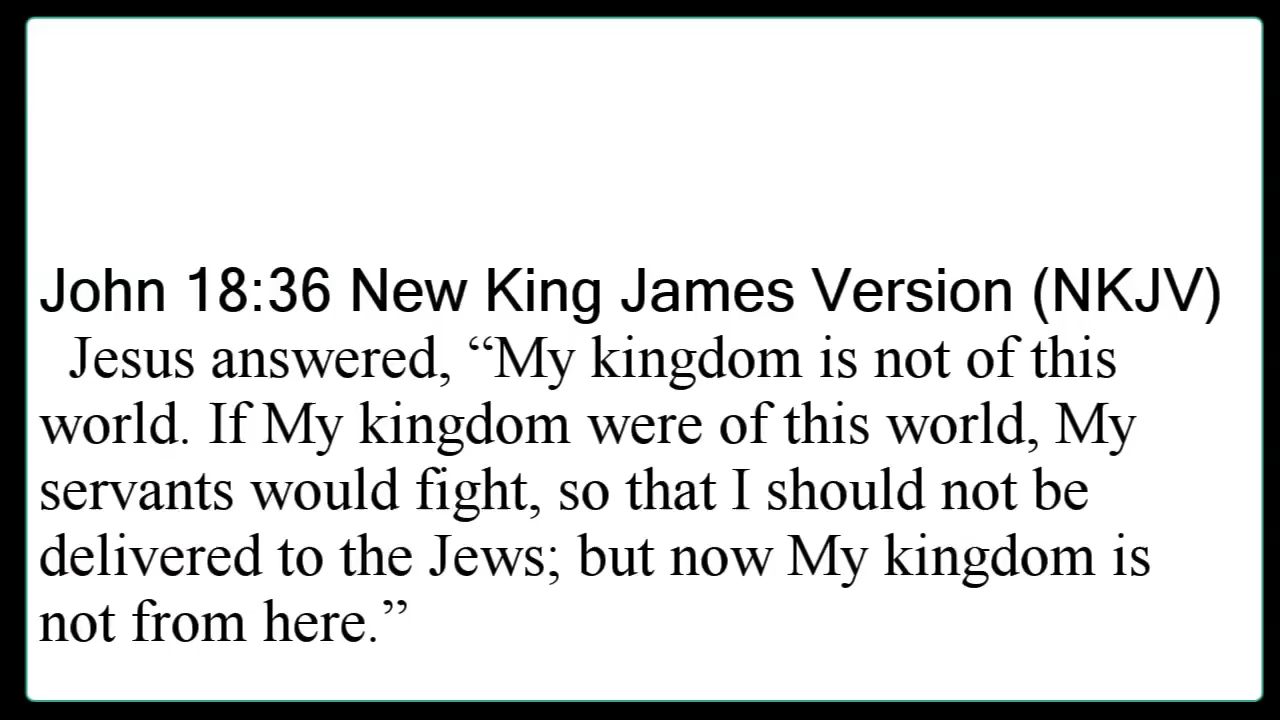 John 18:36 New King James Version (NKJV)
Jesus answered, “My kingdom is not of this
world. If My kingdom were of this world, My
servants would fight, so that I should not be
delivered to the Jews; but now My kingdom is
not from here.”